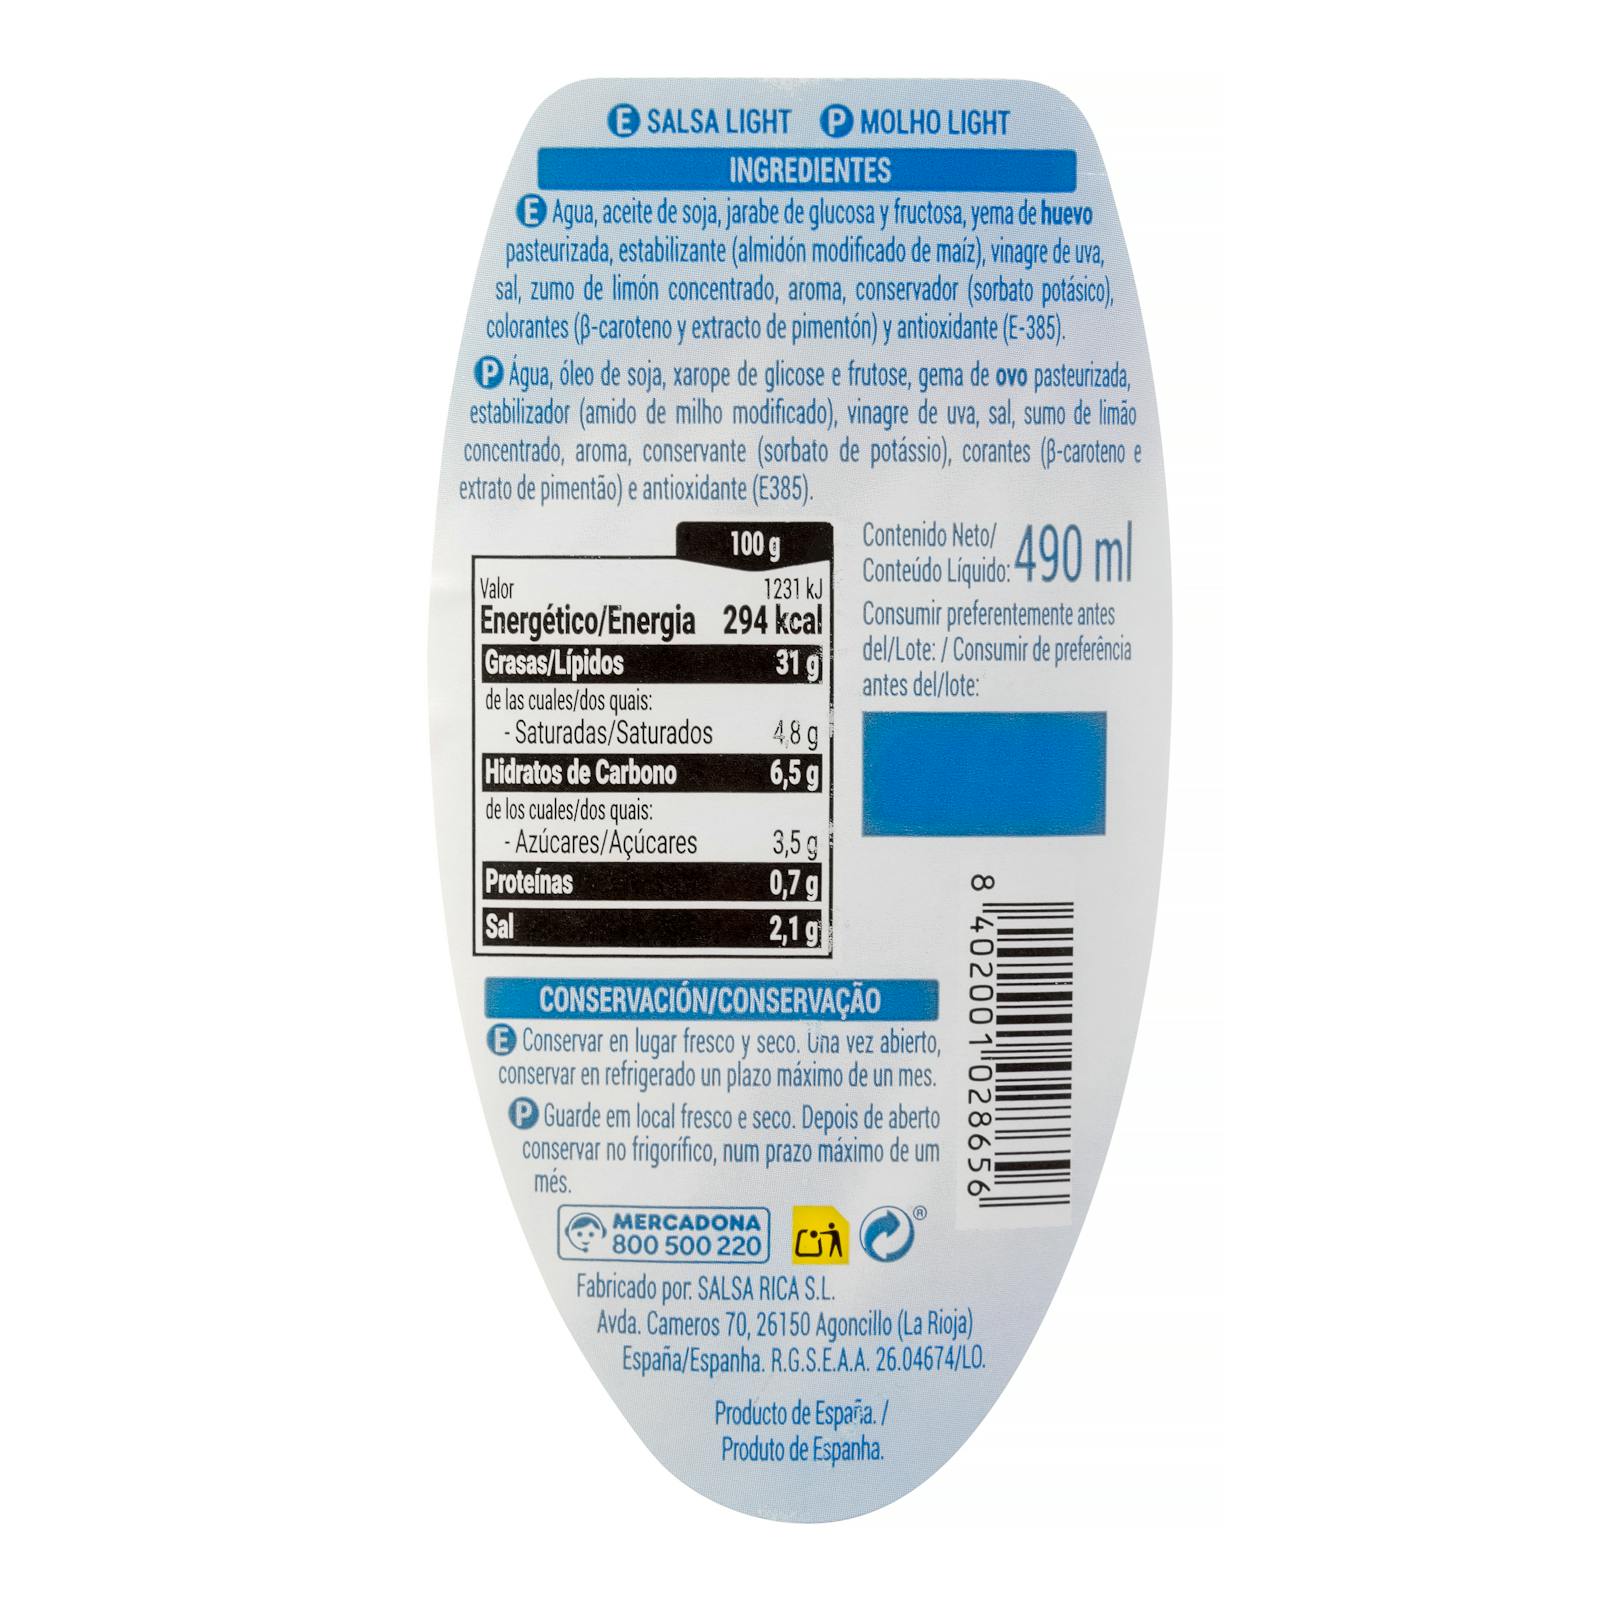 E SALSA LIGHT P MOLHO LIGHT
INGREDIENTES
E Agua, aceite de soja, jarabe de glucosa y fructosa, yema de huevo
pasteurizada, estabilizante (almidón modificado de maíz), vinagre de uva,
sal, zumo de limón concentrado, aroma, conservador (sorbato potásico),
colorantes (β-caroteno y extracto de pimentón) y antioxidante (E-385).
P Água, óleo de soja, xarope de glicose e frutose, gema de ovo pasteurizada,
estabilizador (amido de milho modificado), vinagre de uva, sal, sumo de limão
concentrado, aroma, conservante (sorbato de potássio), corantes (β-caroteno e
extrato de pimentão) e antioxidante (E385).
100 g
Valor 1231 kJ
Energético/Energia 294 kcal
Grasas/Lípidos 31 g
de las cuales/dos quais:
- Saturadas/Saturados 4,8 g
Hidratos de Carbono 6,5 g
de los cuales/dos quais:
- Azúcares/Açúcares 3,5 g
Proteínas 0,7 g
Sal 2,1 g
Contenido Neto/
Conteúdo Líquido: 490 ml
Consumir preferentemente antes
del/Lote: / Consumir de preferência
antes del/lote:
8 402001 028656
CONSERVACIÓN/CONSERVAÇÃO
E Conservar en lugar fresco y seco. Una vez abierto,
conservar en refrigerado un plazo máximo de un mes.
P Guarde em local fresco e seco. Depois de aberto
conservar no frigorífico, num prazo máximo de um
més.
MERCADONA
800 500 220
®
Fabricado por: SALSA RICA S.L.
Avda. Cameros 70, 26150 Agoncillo (La Rioja)
España/Espanha. R.G.S.E.A.A. 26.04674/LO.
Producto de España. /
Produto de Espanha.